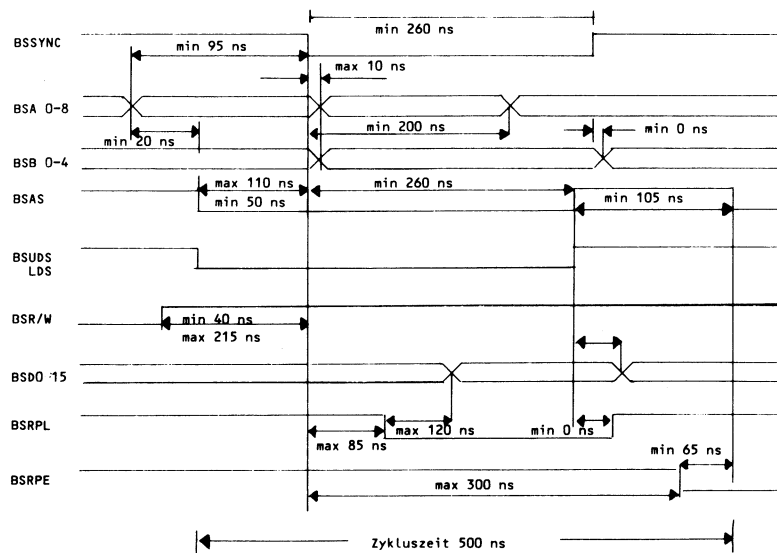 min 260 ns
BSSYNC
min 95 ns
max 10 ns
BSA 0-8
min 20 ns
min 200 ns
min 0 ns
BSB 0-4
max 110 ns
min 260 ns
BSAS
min 50 ns
min 105 ns
BSUDS
LDS
BSR/W
min 40 ns
max 215 ns
BSD0 15
BSRPL
max 120 ns
min 0 ns
max 85 ns
min 65 ns
BSRPE
max 300 ns
Zykluszeit 500 ns